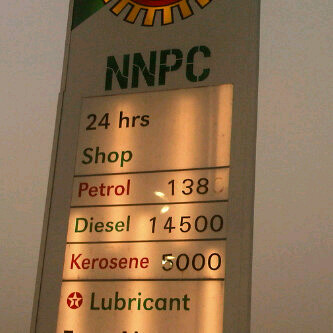 NNPC
24 hrs
Shop
Petrol 138
Diesel 14500
Kerosene 5000
Lubricant